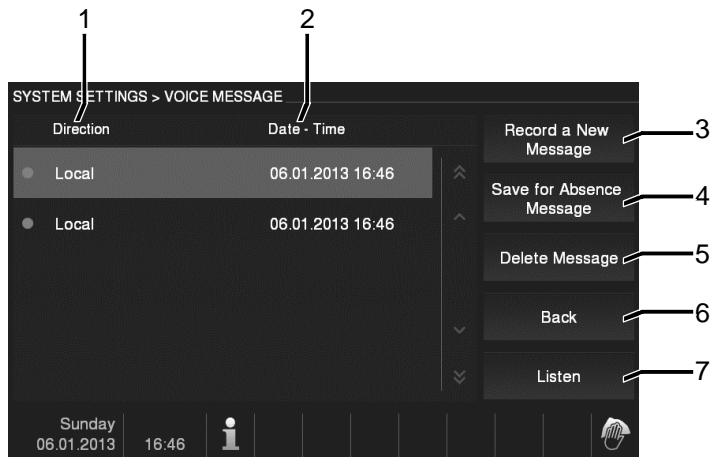 1 2
SYSTEM SETTINGS > VOICE MESSAGE
Direction Date - Time
Local 06.01.2013 16:46
Local 06.01.2013 16:46
Record a New
Message
3
Save for Absence
Message
4
Delete Message 5
Back 6
Listen 7
Sunday
06.01.2013 16:46 i